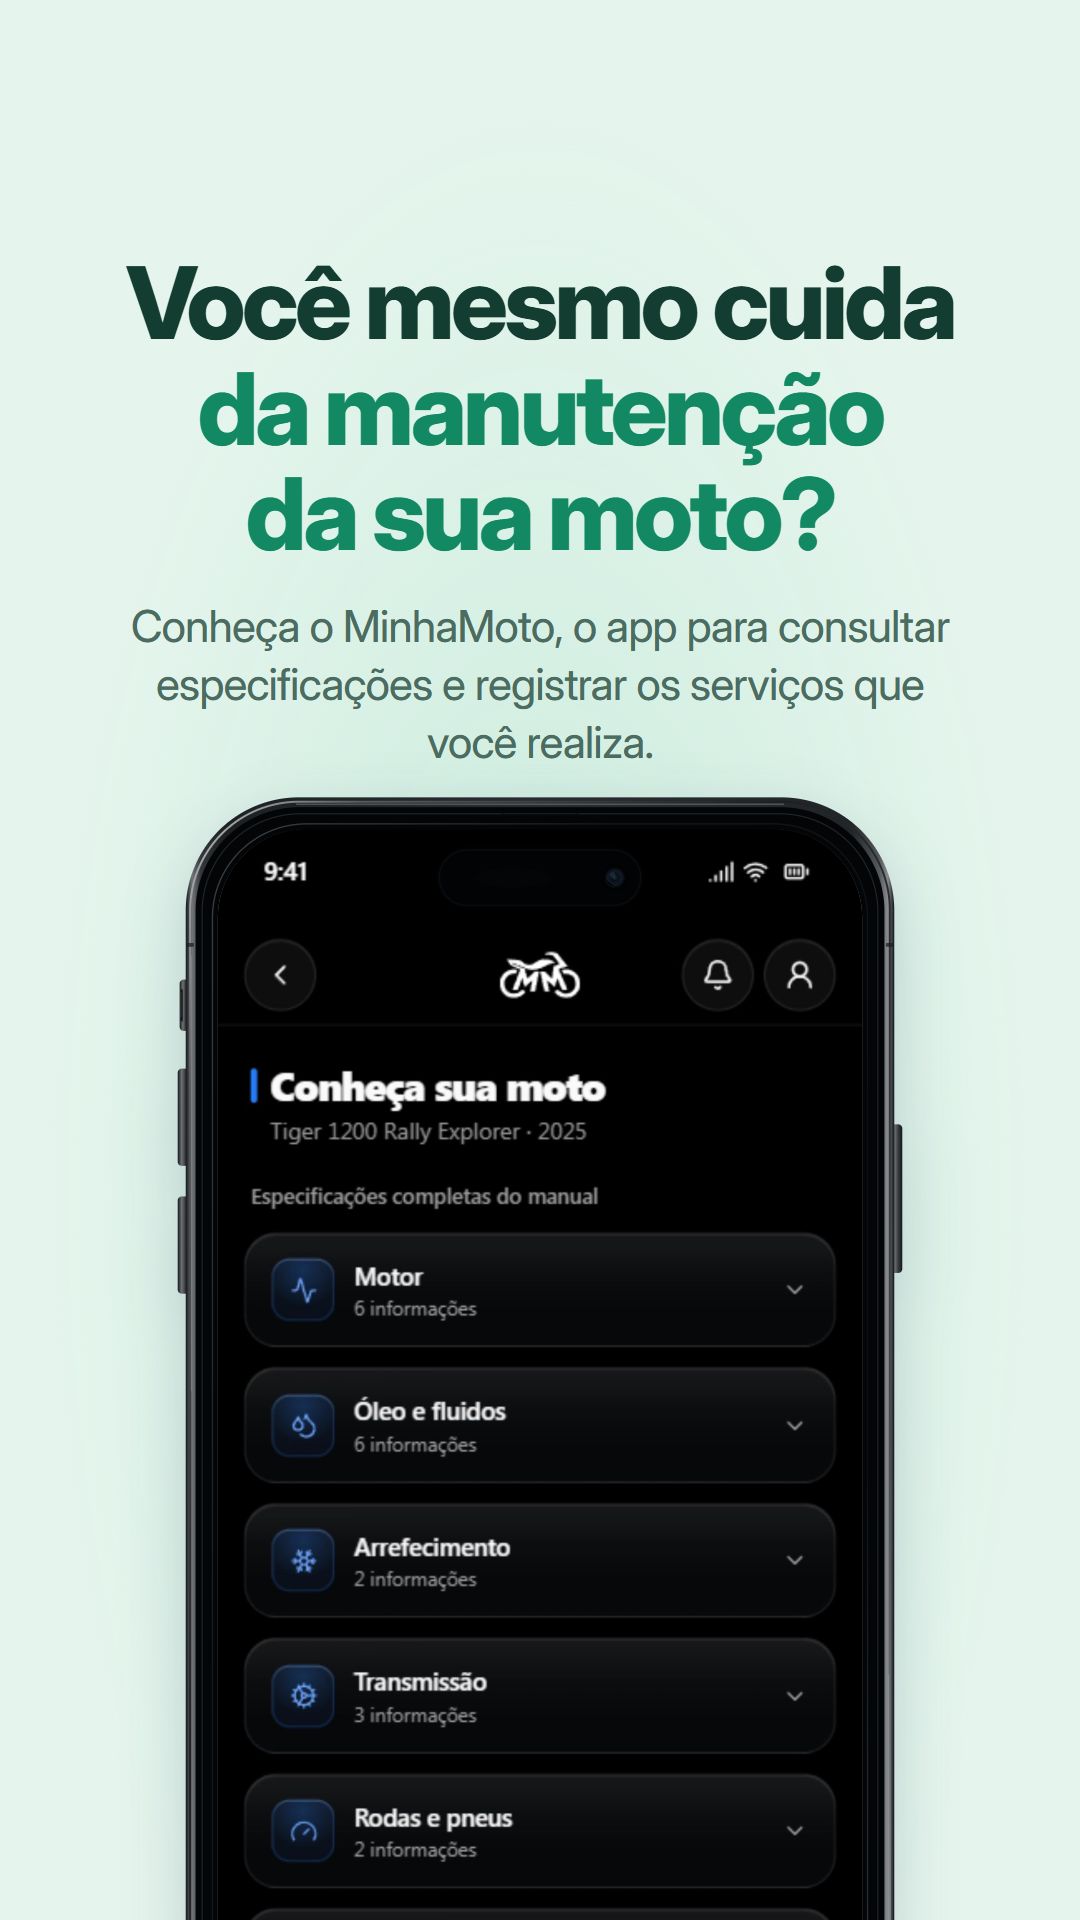 Você mesmo cuida
da manutenção
da sua moto?
Conheça o MinhaMoto, o app para consultar
especificações e registrar os serviços que
você realiza.
9:41
MM
Conheça sua moto
Tiger 1200 Rally Explorer · 2025
Especificações completas do manual
Motor
6 informações
Óleo e fluidos
6 informações
Arrefecimento
2 informações
Transmissão
3 informações
Rodas e pneus
2 informações